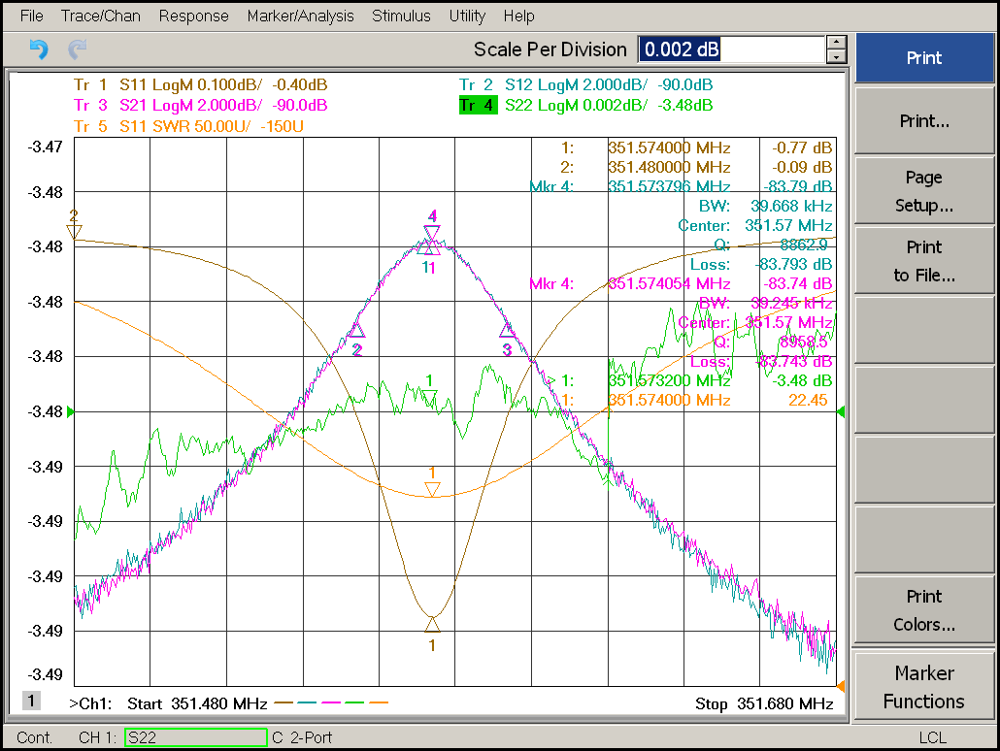 File Trace/Chan Response Marker/Analysis Stimulus Utility Help
Scale Per Division 0.002 dB
Tr 1 S11 LogM 0.100dB/ -0.40dB
Tr 2 S12 LogM 2.000dB/ -90.0dB
Tr 3 S21 LogM 2.000dB/ -90.0dB
Tr 4 S22 LogM 0.002dB/ -3.48dB
Tr 5 S11 SWR 50.00U/ -150U
-3.47
-3.48
-3.48
-3.48
-3.48
-3.48
-3.49
-3.49
-3.49
-3.49
-3.49
1: 351.574000 MHz -0.77 dB
2: 351.480000 MHz -0.09 dB
Mkr 4: 351.573796 MHz -83.79 dB
BW: 39.668 kHz
Center: 351.57 MHz
Q: 8862.9
Loss: -83.793 dB
Mkr 4: 351.574054 MHz -83.74 dB
BW: 39.245 kHz
Center: 351.57 MHz
Q: 8958.5
Loss: -83.743 dB
> 1: 351.573200 MHz -3.48 dB
1: 351.574000 MHz 22.45
2
4
11
2
3
1
1
1
1 >Ch1: Start 351.480 MHz Stop 351.680 MHz
Cont. CH 1: S22 C 2-Port LCL
Print
Print...
Page
Setup...
Print
to File...
Print
Colors...
Marker
Functions